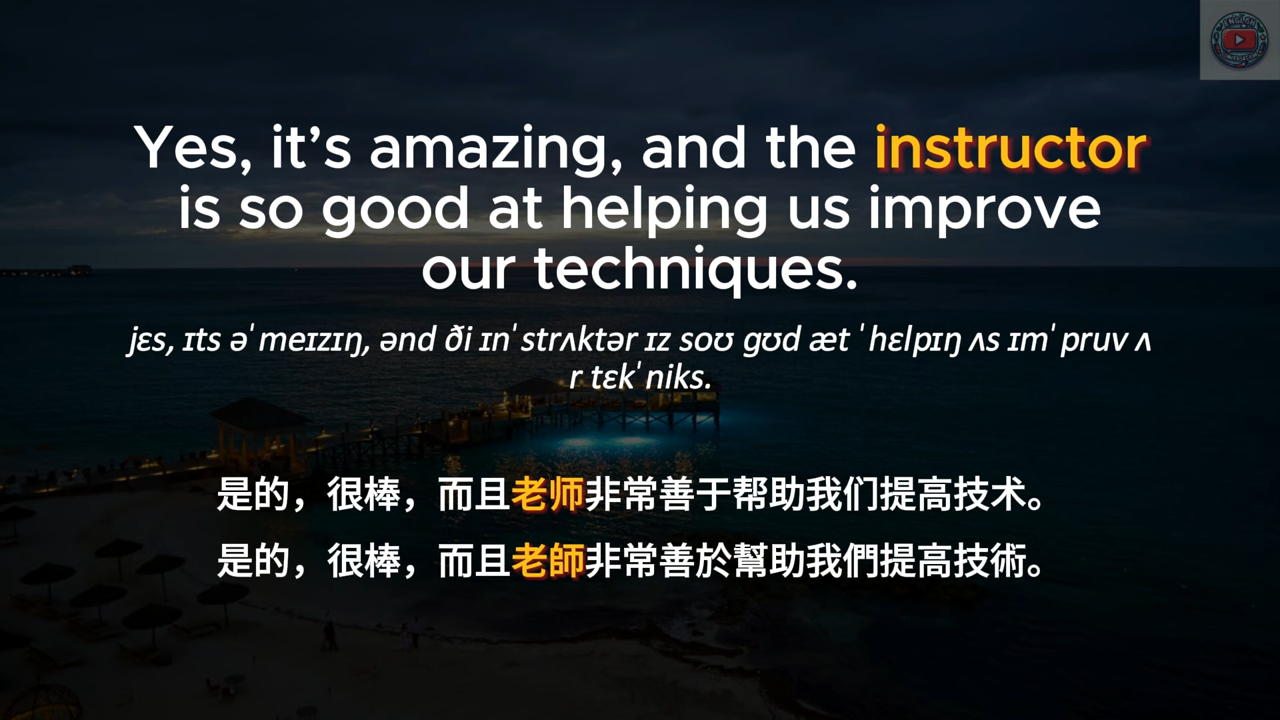 Yes, it’s amazing, and the instructor
is so good at helping us improve
our techniques.
jɛs, ɪts əˈmeɪzɪŋ, ənd ði ɪnˈstrʌktər ɪz soʊ gʊd æt ˈhɛlpɪŋ ʌs ɪmˈpruv ʌ
r tɛkˈniks.
是的，很棒，而且老师非常善于帮助我们提高技术。
是的，很棒，而且老師非常善於幫助我們提高技術。